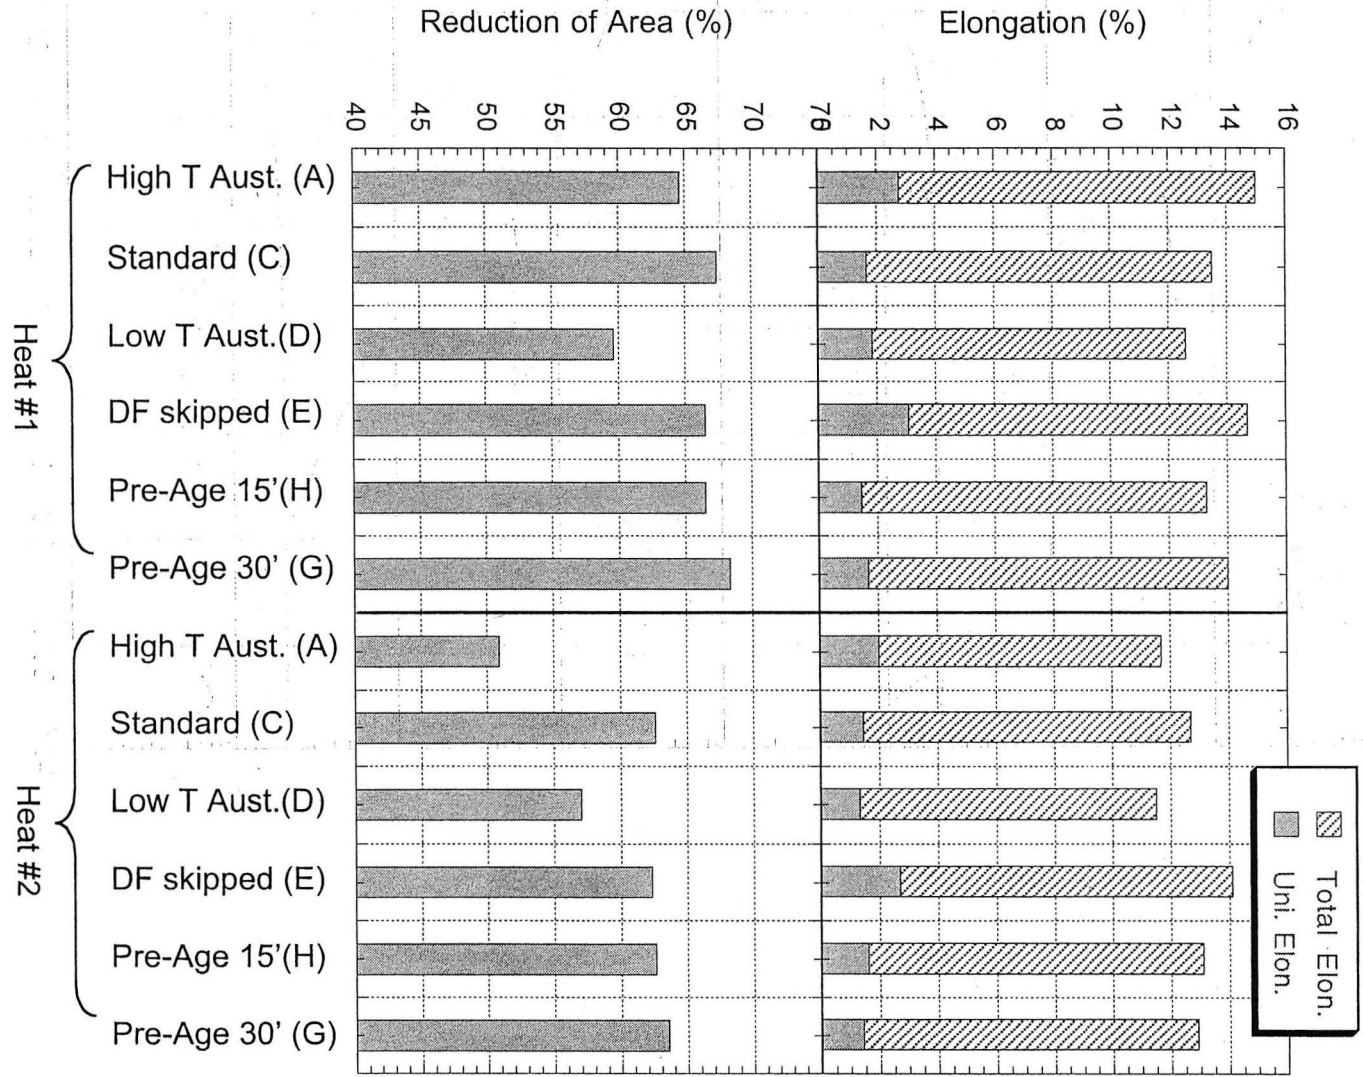 Reduction of Area (%)
Elongation (%)
40 45 50 55 60 65 70
2 4 6 8 10 12 14 16
Heat #1
High T Aust. (A)
Standard (C)
Low T Aust.(D)
DF skipped (E)
Pre-Age 15’(H)
Pre-Age 30’ (G)
Heat #2
High T Aust. (A)
Standard (C)
Low T Aust.(D)
DF skipped (E)
Pre-Age 15’(H)
Pre-Age 30’ (G)
Total Elon.
Uni. Elon.